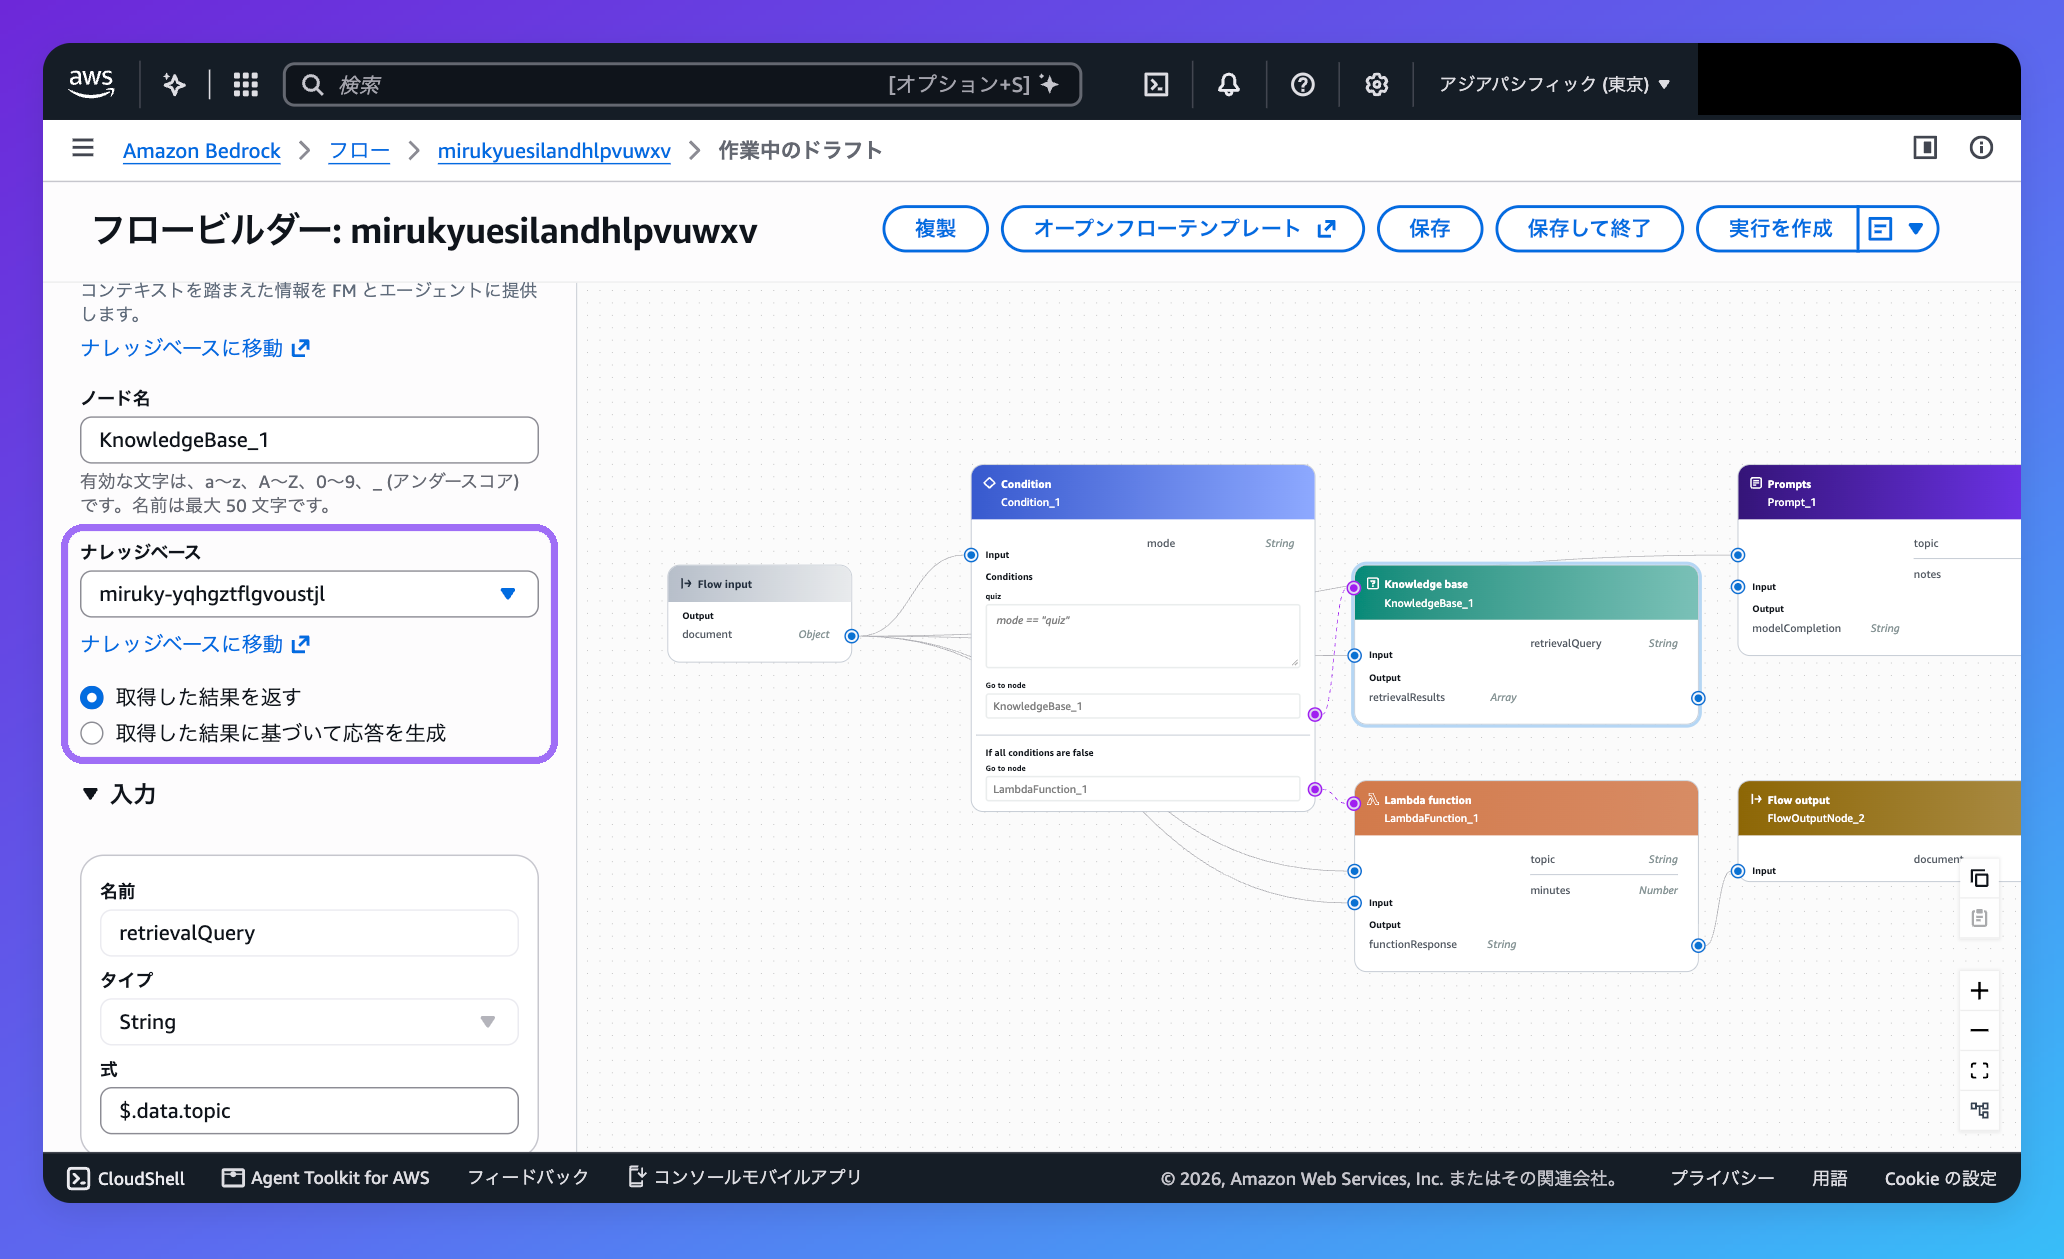 aws
検索
[オプション+S]
アジアパシフィック (東京)
Amazon Bedrock
フロー
mirukyuesilandhlpvuwxv
作業中のドラフト
フロービルダー: mirukyuesilandhlpvuwxv
複製
オープンフローテンプレート
保存
保存して終了
実行を作成
コンテキストを踏まえた情報を FM とエージェントに提供
します。
ナレッジベースに移動
ノード名
KnowledgeBase_1
有効な文字は、a〜z、A〜Z、0〜9、_ (アンダースコア)
です。名前は最大 50 文字です。
ナレッジベース
miruky-yqhgztflgvoustjl
ナレッジベースに移動
取得した結果を返す
取得した結果に基づいて応答を生成
入力
名前
retrievalQuery
タイプ
String
式
$.data.topic
Flow input
Output
document Object
Condition
Condition_1
mode String
Input
Conditions
quiz
mode == "quiz"
Go to node
KnowledgeBase_1
If all conditions are false
Go to node
LambdaFunction_1
Knowledge base
KnowledgeBase_1
retrievalQuery String
Input
Output
retrievalResults Array
Lambda function
LambdaFunction_1
topic String
minutes Number
Input
Output
functionResponse String
Prompts
Prompt_1
topic
notes
Input
Output
modelCompletion String
Flow output
FlowOutputNode_2
document
Input
CloudShell
Agent Toolkit for AWS
フィードバック
コンソールモバイルアプリ
© 2026, Amazon Web Services, Inc. またはその関連会社。
プライバシー
用語
Cookie の設定